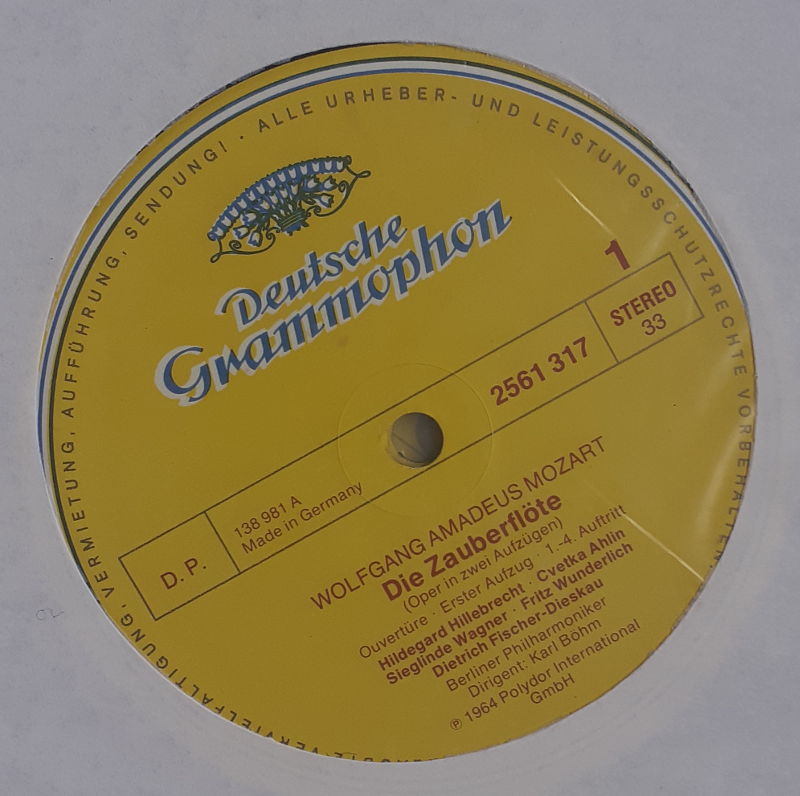 ALLE URHEBER- UND LEISTUNGSSCHUTZRECHTE VORBEHALTEN.
VERVIELFÄLTIGUNG, VERMIETUNG, AUFFÜHRUNG, SENDUNG! ·
Deutsche
Grammophon
1
STEREO
33
2561 317
138 981 A
Made in Germany
D. P.
WOLFGANG AMADEUS MOZART
Die Zauberflöte
(Oper in zwei Aufzügen)
Ouvertüre · Erster Aufzug · 1.-4. Auftritt
Hildegard Hillebrecht · Cvetka Ahlin
Sieglinde Wagner · Fritz Wunderlich
Dietrich Fischer-Dieskau
Berliner Philharmoniker
Dirigent: Karl Böhm
℗ 1964 Polydor International
GmbH